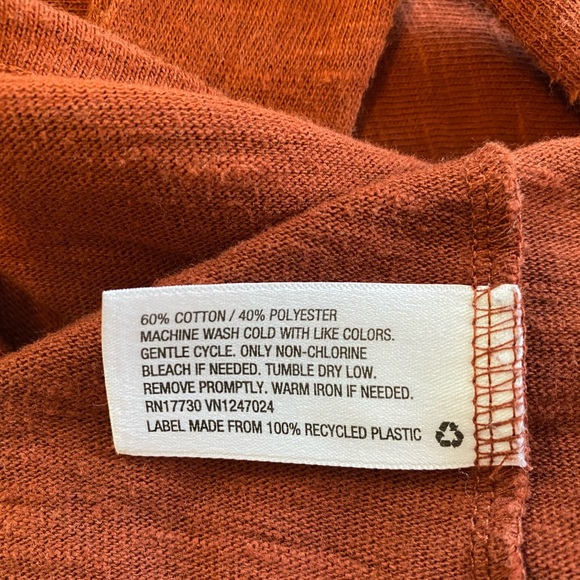 60% COTTON / 40% POLYESTER
MACHINE WASH COLD WITH LIKE COLORS.
GENTLE CYCLE. ONLY NON-CHLORINE
BLEACH IF NEEDED. TUMBLE DRY LOW.
REMOVE PROMPTLY. WARM IRON IF NEEDED.
RN17730 VN1247024
LABEL MADE FROM 100% RECYCLED PLASTIC